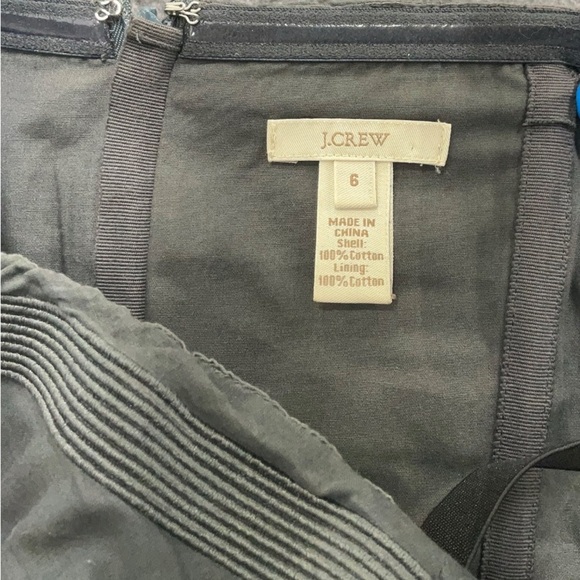 J.CREW
6
MADE IN
CHINA
Shell:
100% Cotton
Lining:
100% Cotton